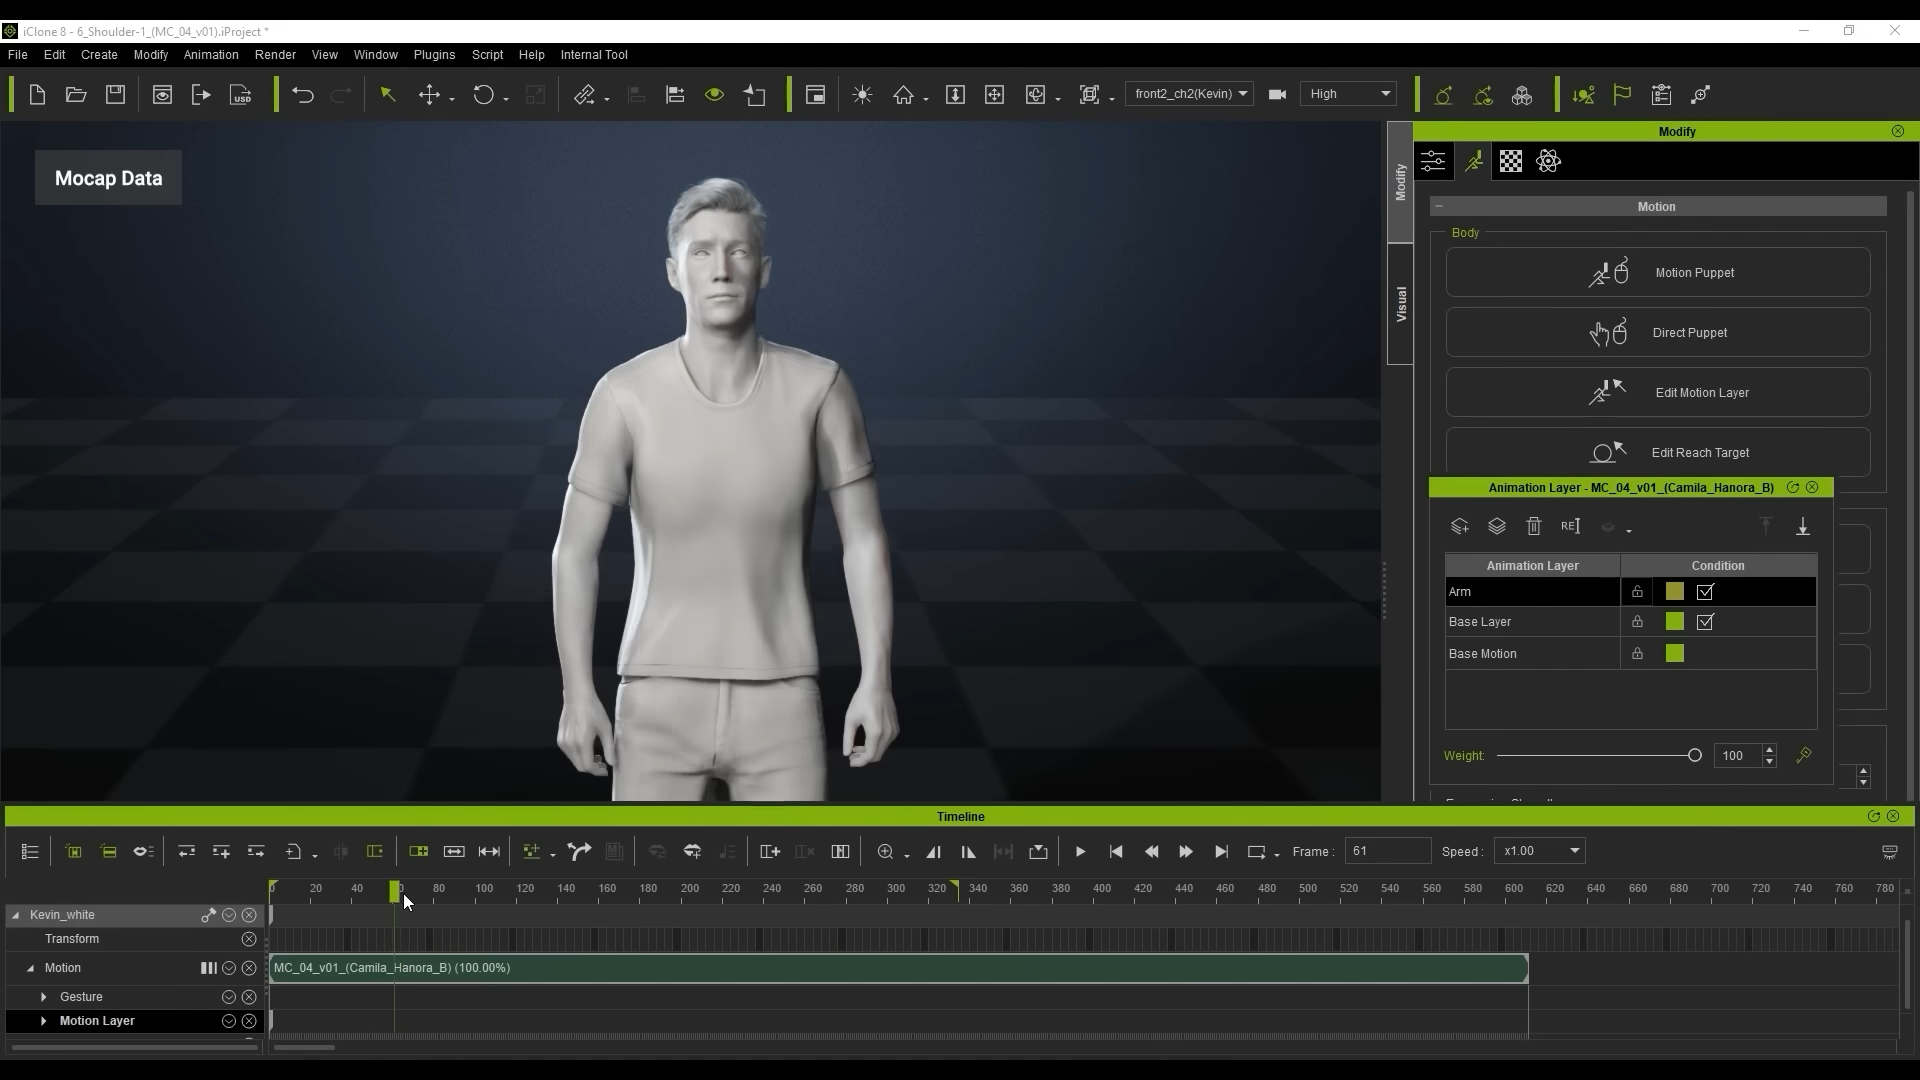 iClone 8 - 6_Shoulder-1_(MC_04_v01).iProject *
File Edit Create Modify Animation Render View Window Plugins Script Help Internal Tool
USD front2_ch2(Kevin) High
Mocap Data
Modify
Visual
Modify
Motion
Body
Motion Puppet
Direct Puppet
Edit Motion Layer
Edit Reach Target
Animation Layer - MC_04_v01_(Camila_Hanora_B)
REI
Animation Layer Condition
Arm
Base Layer
Base Motion
Weight: 100
Timeline
Frame : 61 Speed : x1.00
0 20 40 80 100 120 140 160 180 200 220 240 260 280 300 320 340 360 380 400 420 440 460 480 500 520 540 560 580 600 620 640 660 680 700 720 740 760 780
Kevin_white
Transform
Motion MC_04_v01_(Camila_Hanora_B) (100.00%)
Gesture
Motion Layer